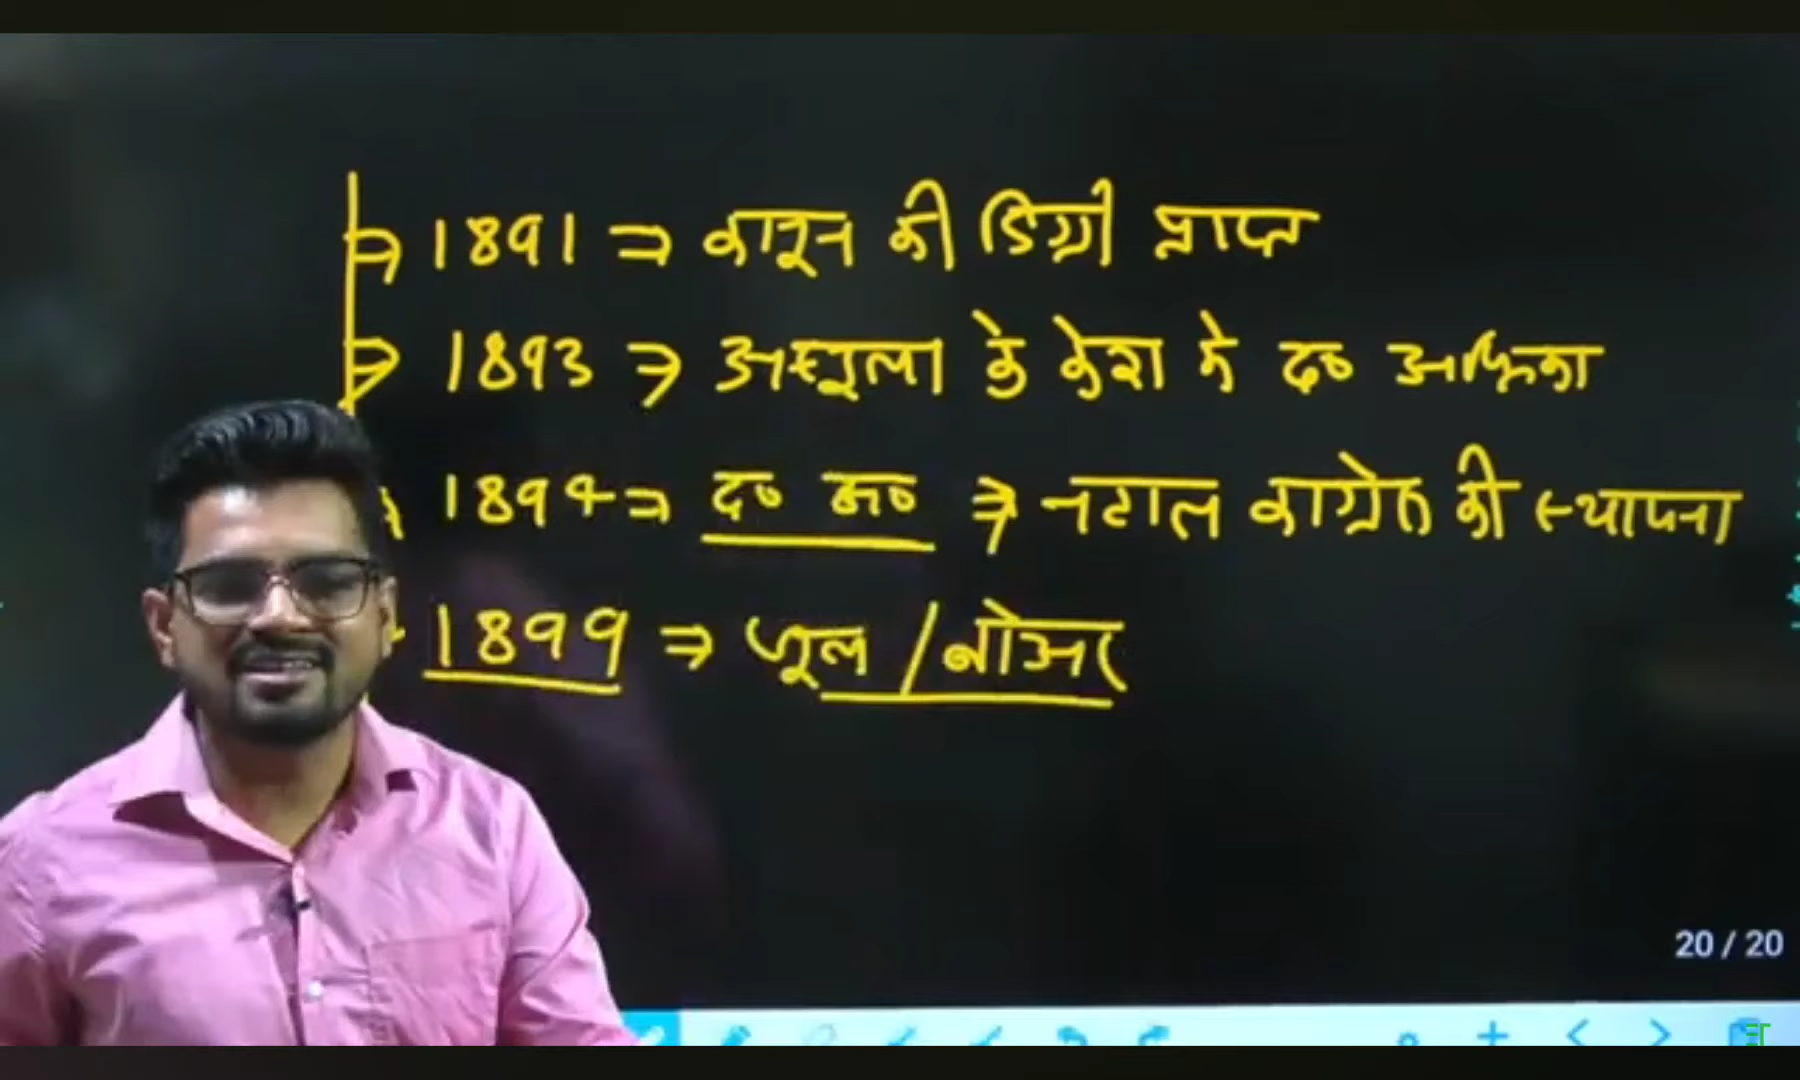 → 1891 ⇒ कानून की डिग्री प्राप्त
→ 1893 ⇒ अब्दुला के केश मे द० अफ्रिका
1894 ⇒ द० अ० ⇒ नटाल कांग्रेस की स्थापना
1899 ⇒ जूलू / बोअर
20 / 20